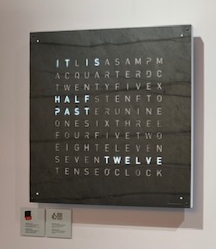 ITLISASAMPM
ACQUARTERDC
TWENTYFIVEX
HALFSTENFTO
PASTERUNINE
ONESIXTHREE
FOURFIVETWO
EIGHTELEVEN
SEVENTWELVE
TENSEOCLOCK